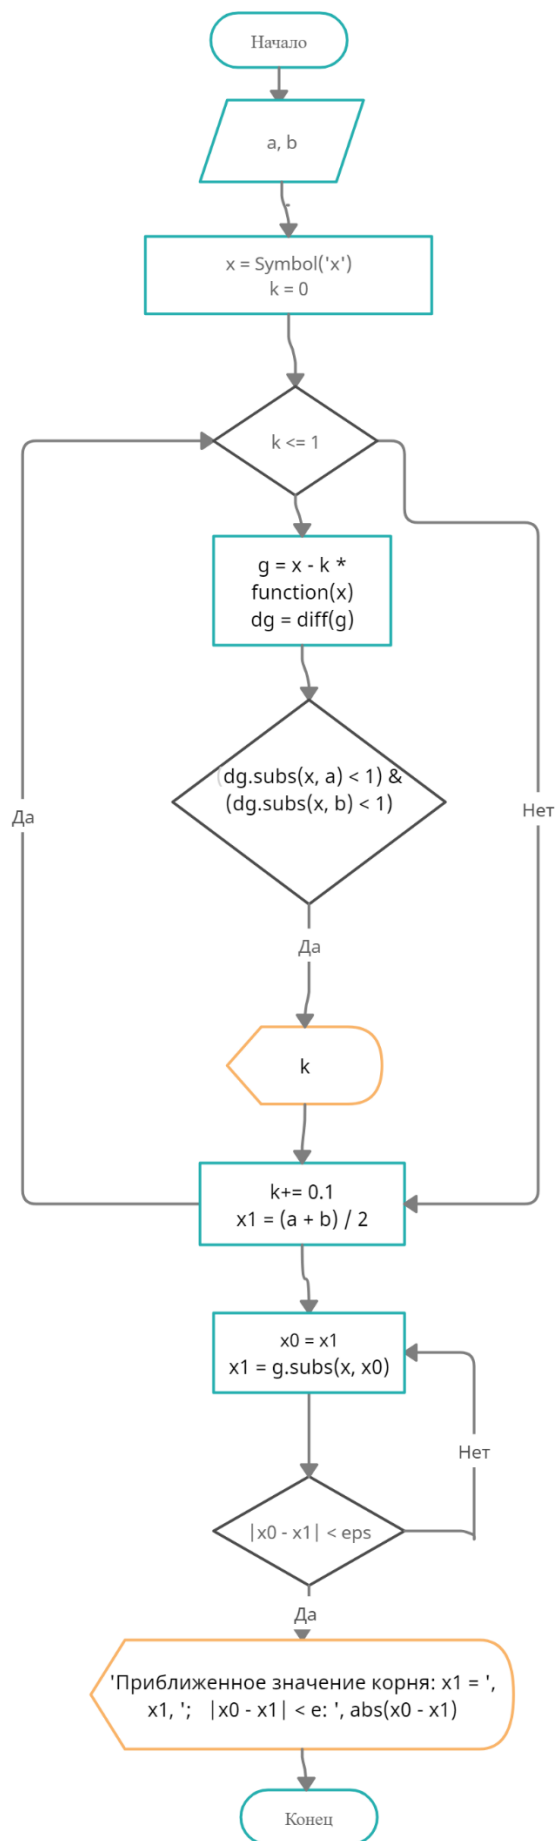 Начало
a, b
x = Symbol('x')
k = 0
k <= 1
g = x - k *
function(x)
dg = diff(g)
(dg.subs(x, a) < 1) &
(dg.subs(x, b) < 1)
Да
Нет
Да
k
k+= 0.1
x1 = (a + b) / 2
x0 = x1
x1 = g.subs(x, x0)
Нет
|x0 - x1| < eps
Да
'Приближенное значение корня: x1 = ',
x1, ';   |x0 - x1| < e: ', abs(x0 - x1)
Конец